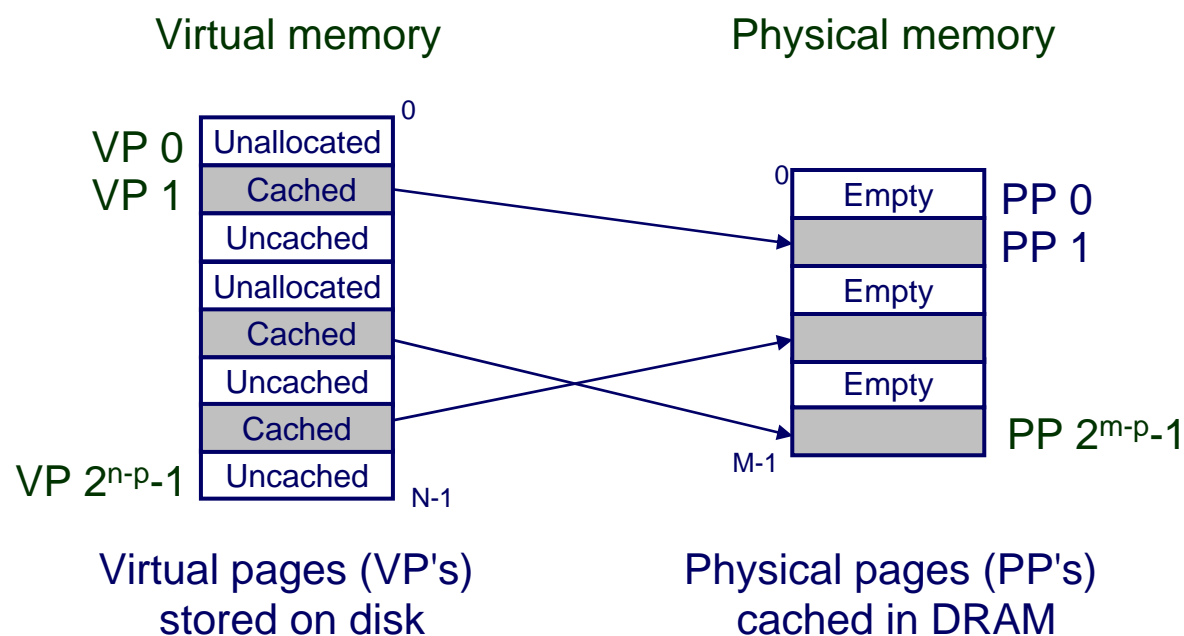 Virtual memory
Physical memory
0
VP 0 Unallocated
VP 1 Cached
Uncached
Unallocated
Cached
Uncached
Cached
VP 2ⁿ⁻ᵖ-1 Uncached
N-1
0
Empty PP 0
PP 1
Empty
Empty
PP 2ᵐ⁻ᵖ-1
M-1
Virtual pages (VP's)
stored on disk
Physical pages (PP's)
cached in DRAM